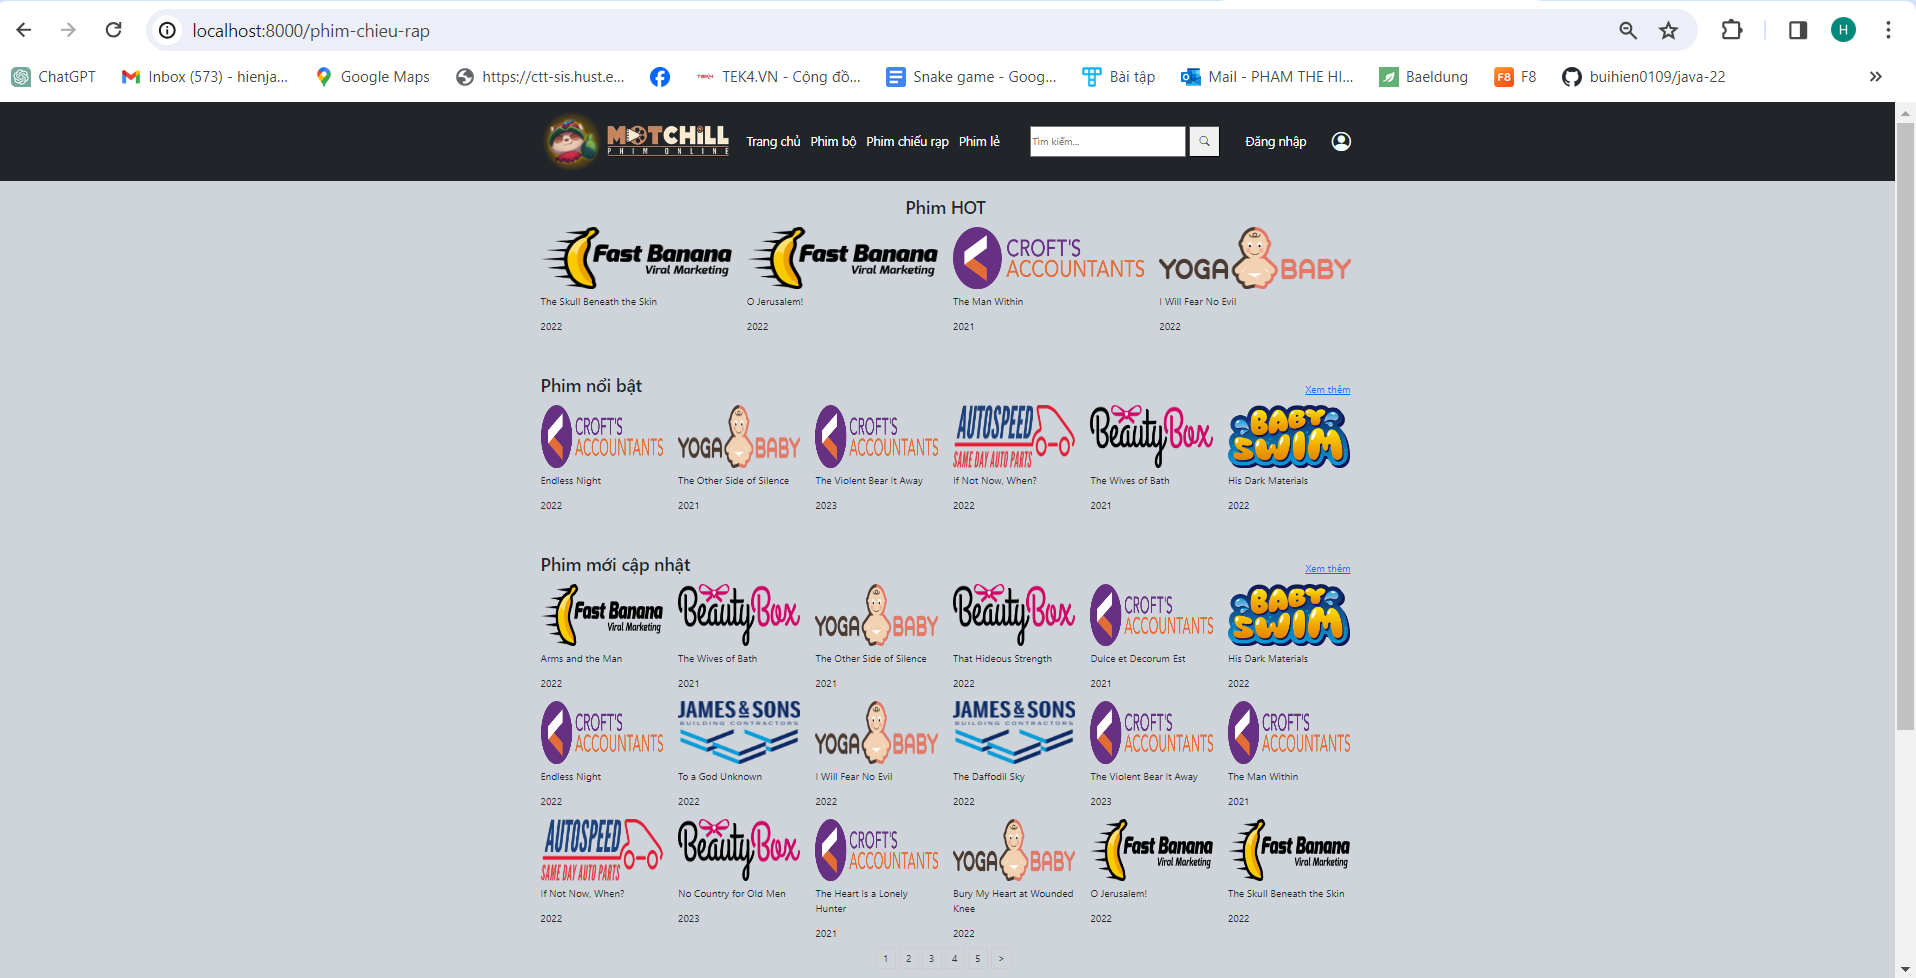 localhost:8000/phim-chieu-rap
H
ChatGPT
Inbox (573) - hienja...
Google Maps
https://ctt-sis.hust.e...
TEK4 TEK4.VN - Cộng đồ...
Snake game - Goog...
Bài tập
Mail - PHAM THE HI...
Baeldung
F8 F8
buihien0109/java-22
MOTCHILL
PHIM ONLINE
Trang chủ Phim bộ Phim chiếu rạp Phim lẻ
Tìm kiếm...
Đăng nhập
Phim HOT
Fast Banana
Viral Marketing
Fast Banana
Viral Marketing
CROFT'S
ACCOUNTANTS
YOGA BABY
The Skull Beneath the Skin
O Jerusalem!
The Man Within
I Will Fear No Evil
2022
2022
2021
2022
Phim nổi bật
Xem thêm
CROFT'S
ACCOUNTANTS
YOGA BABY
CROFT'S
ACCOUNTANTS
AUTOSPEED
SAME DAY AUTO PARTS
BeautyBox
BABY
SWIM
Endless Night
The Other Side of Silence
The Violent Bear It Away
If Not Now, When?
The Wives of Bath
His Dark Materials
2022
2021
2023
2022
2021
2022
Phim mới cập nhật
Xem thêm
Fast Banana
Viral Marketing
BeautyBox
YOGA BABY
BeautyBox
CROFT'S
ACCOUNTANTS
BABY
SWIM
Arms and the Man
The Wives of Bath
The Other Side of Silence
That Hideous Strength
Dulce et Decorum Est
His Dark Materials
2022
2021
2021
2022
2021
2022
CROFT'S
ACCOUNTANTS
JAMES & SONS
BUILDING CONTRACTORS
YOGA BABY
JAMES & SONS
BUILDING CONTRACTORS
CROFT'S
ACCOUNTANTS
CROFT'S
ACCOUNTANTS
Endless Night
To a God Unknown
I Will Fear No Evil
The Daffodil Sky
The Violent Bear It Away
The Man Within
2022
2022
2022
2022
2023
2021
AUTOSPEED
SAME DAY AUTO PARTS
BeautyBox
CROFT'S
ACCOUNTANTS
YOGA BABY
Fast Banana
Viral Marketing
Fast Banana
Viral Marketing
If Not Now, When?
No Country for Old Men
The Heart Is a Lonely
Hunter
Bury My Heart at Wounded
Knee
O Jerusalem!
The Skull Beneath the Skin
2022
2023
2021
2022
2022
2022
1 2 3 4 5 >